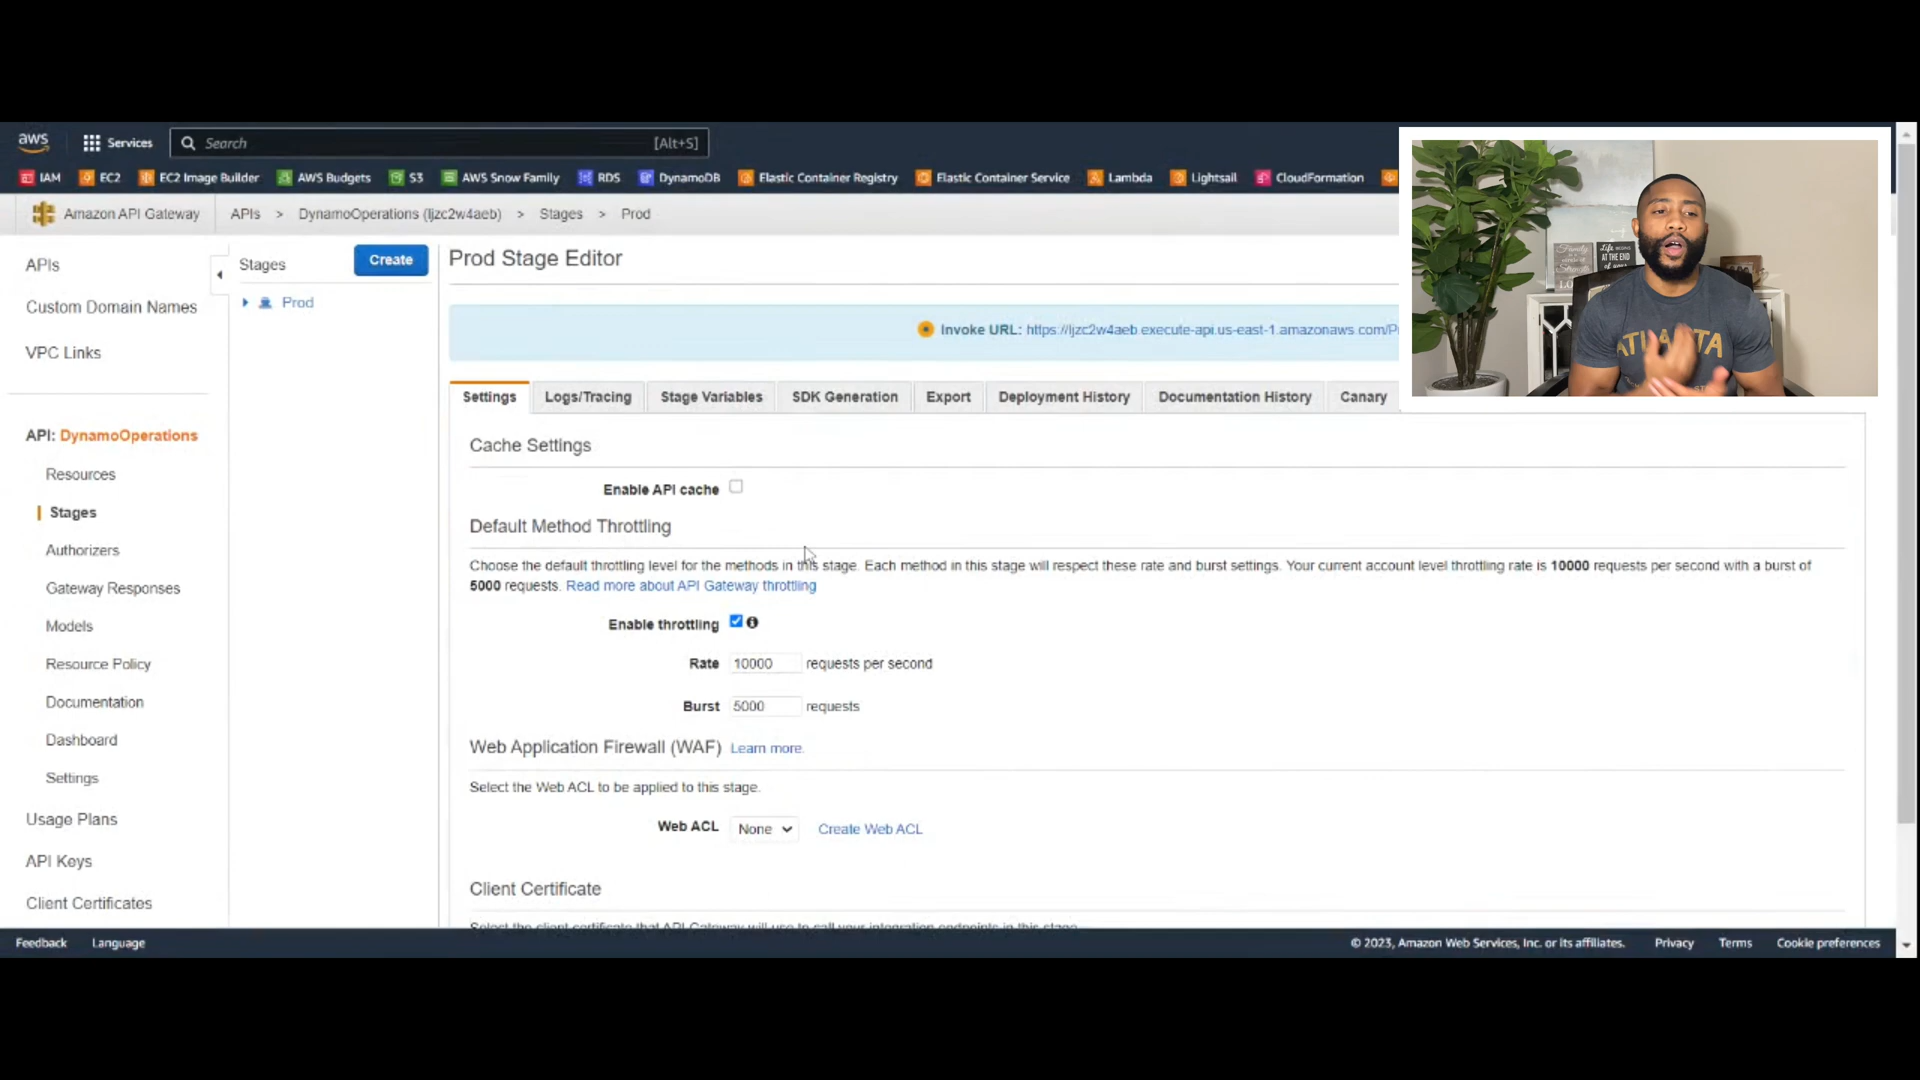 aws
Services
Search
[Alt+S]
IAM
EC2
EC2 Image Builder
AWS Budgets
S3
AWS Snow Family
RDS
DynamoDB
Elastic Container Registry
Elastic Container Service
Lambda
Lightsail
CloudFormation
Amazon API Gateway
APIs > DynamoOperations (ljzc2w4aeb) > Stages > Prod
APIs
Custom Domain Names
VPC Links
API: DynamoOperations
Resources
Stages
Authorizers
Gateway Responses
Models
Resource Policy
Documentation
Dashboard
Settings
Usage Plans
API Keys
Client Certificates
Stages
Create
Prod
Prod Stage Editor
Invoke URL: https://ljzc2w4aeb.execute-api.us-east-1.amazonaws.com/P
Settings
Logs/Tracing
Stage Variables
SDK Generation
Export
Deployment History
Documentation History
Canary
Cache Settings
Enable API cache
Default Method Throttling
Choose the default throttling level for the methods in this stage. Each method in this stage will respect these rate and burst settings. Your current account level throttling rate is 10000 requests per second with a burst of
5000 requests. Read more about API Gateway throttling
Enable throttling
Rate 10000 requests per second
Burst 5000 requests
Web Application Firewall (WAF) Learn more.
Select the Web ACL to be applied to this stage.
Web ACL None Create Web ACL
Client Certificate
Select the client certificate that API Gateway will use to call your integration endpoints in this stage.
Family
Life BEGINS
AT THE END
ATLANTA
Feedback
Language
© 2023, Amazon Web Services, Inc. or its affiliates.
Privacy
Terms
Cookie preferences